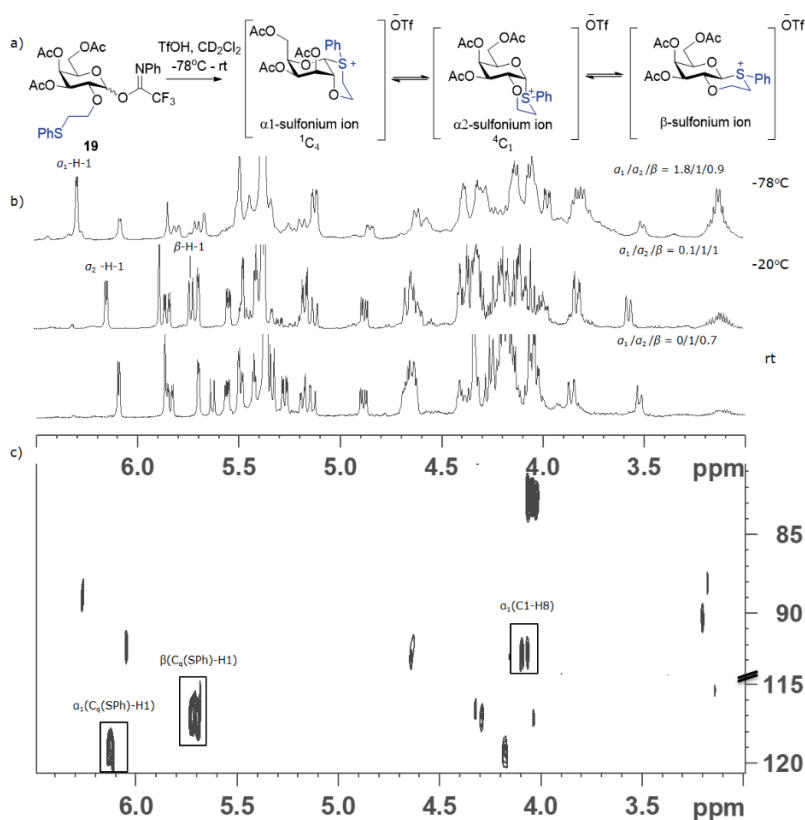 a)
AcO OAc
AcO
NPh
O CF₃
O
O
PhS
19
TfOH, CD₂Cl₂
-78°C - rt
AcO
OAc
AcO
Ph
S⁺
O
O
ŌTf
α1-sulfonium ion
¹C₄
AcO OAc
AcO
O
O
S⁺ Ph
ŌTf
α2-sulfonium ion
⁴C₁
AcO OAc
AcO
O
O
S⁺ Ph
ŌTf
β-sulfonium ion
b)
α₁-H-1
α₁/α₂/β = 1.8/1/0.9
-78°C
α₂ -H-1
β-H-1
α₁/α₂/β = 0.1/1/1
-20°C
α₁/α₂/β = 0/1/0.7
rt
6.0 5.5 5.0 4.5 4.0 3.5 ppm
c)
85
α₁(C1-H8)
90
β(Cq(SPh)-H1)
115
α₁(Cq(SPh)-H1)
120
6.0 5.5 5.0 4.5 4.0 3.5 ppm